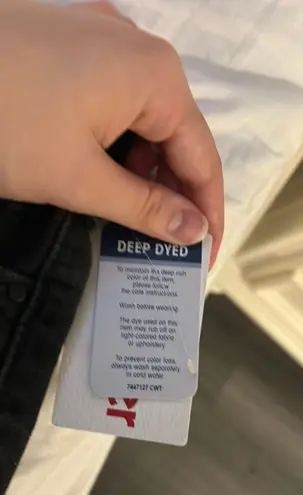 DEEP DYED
To maintain this deep rich
color of this item,
please follow
the care instructions.
Wash before wearing.
The dye used on this
item may rub off on
light-colored fabric
or upholstery.
To prevent color loss,
always wash separately
in cold water.
7447127 CWT
er